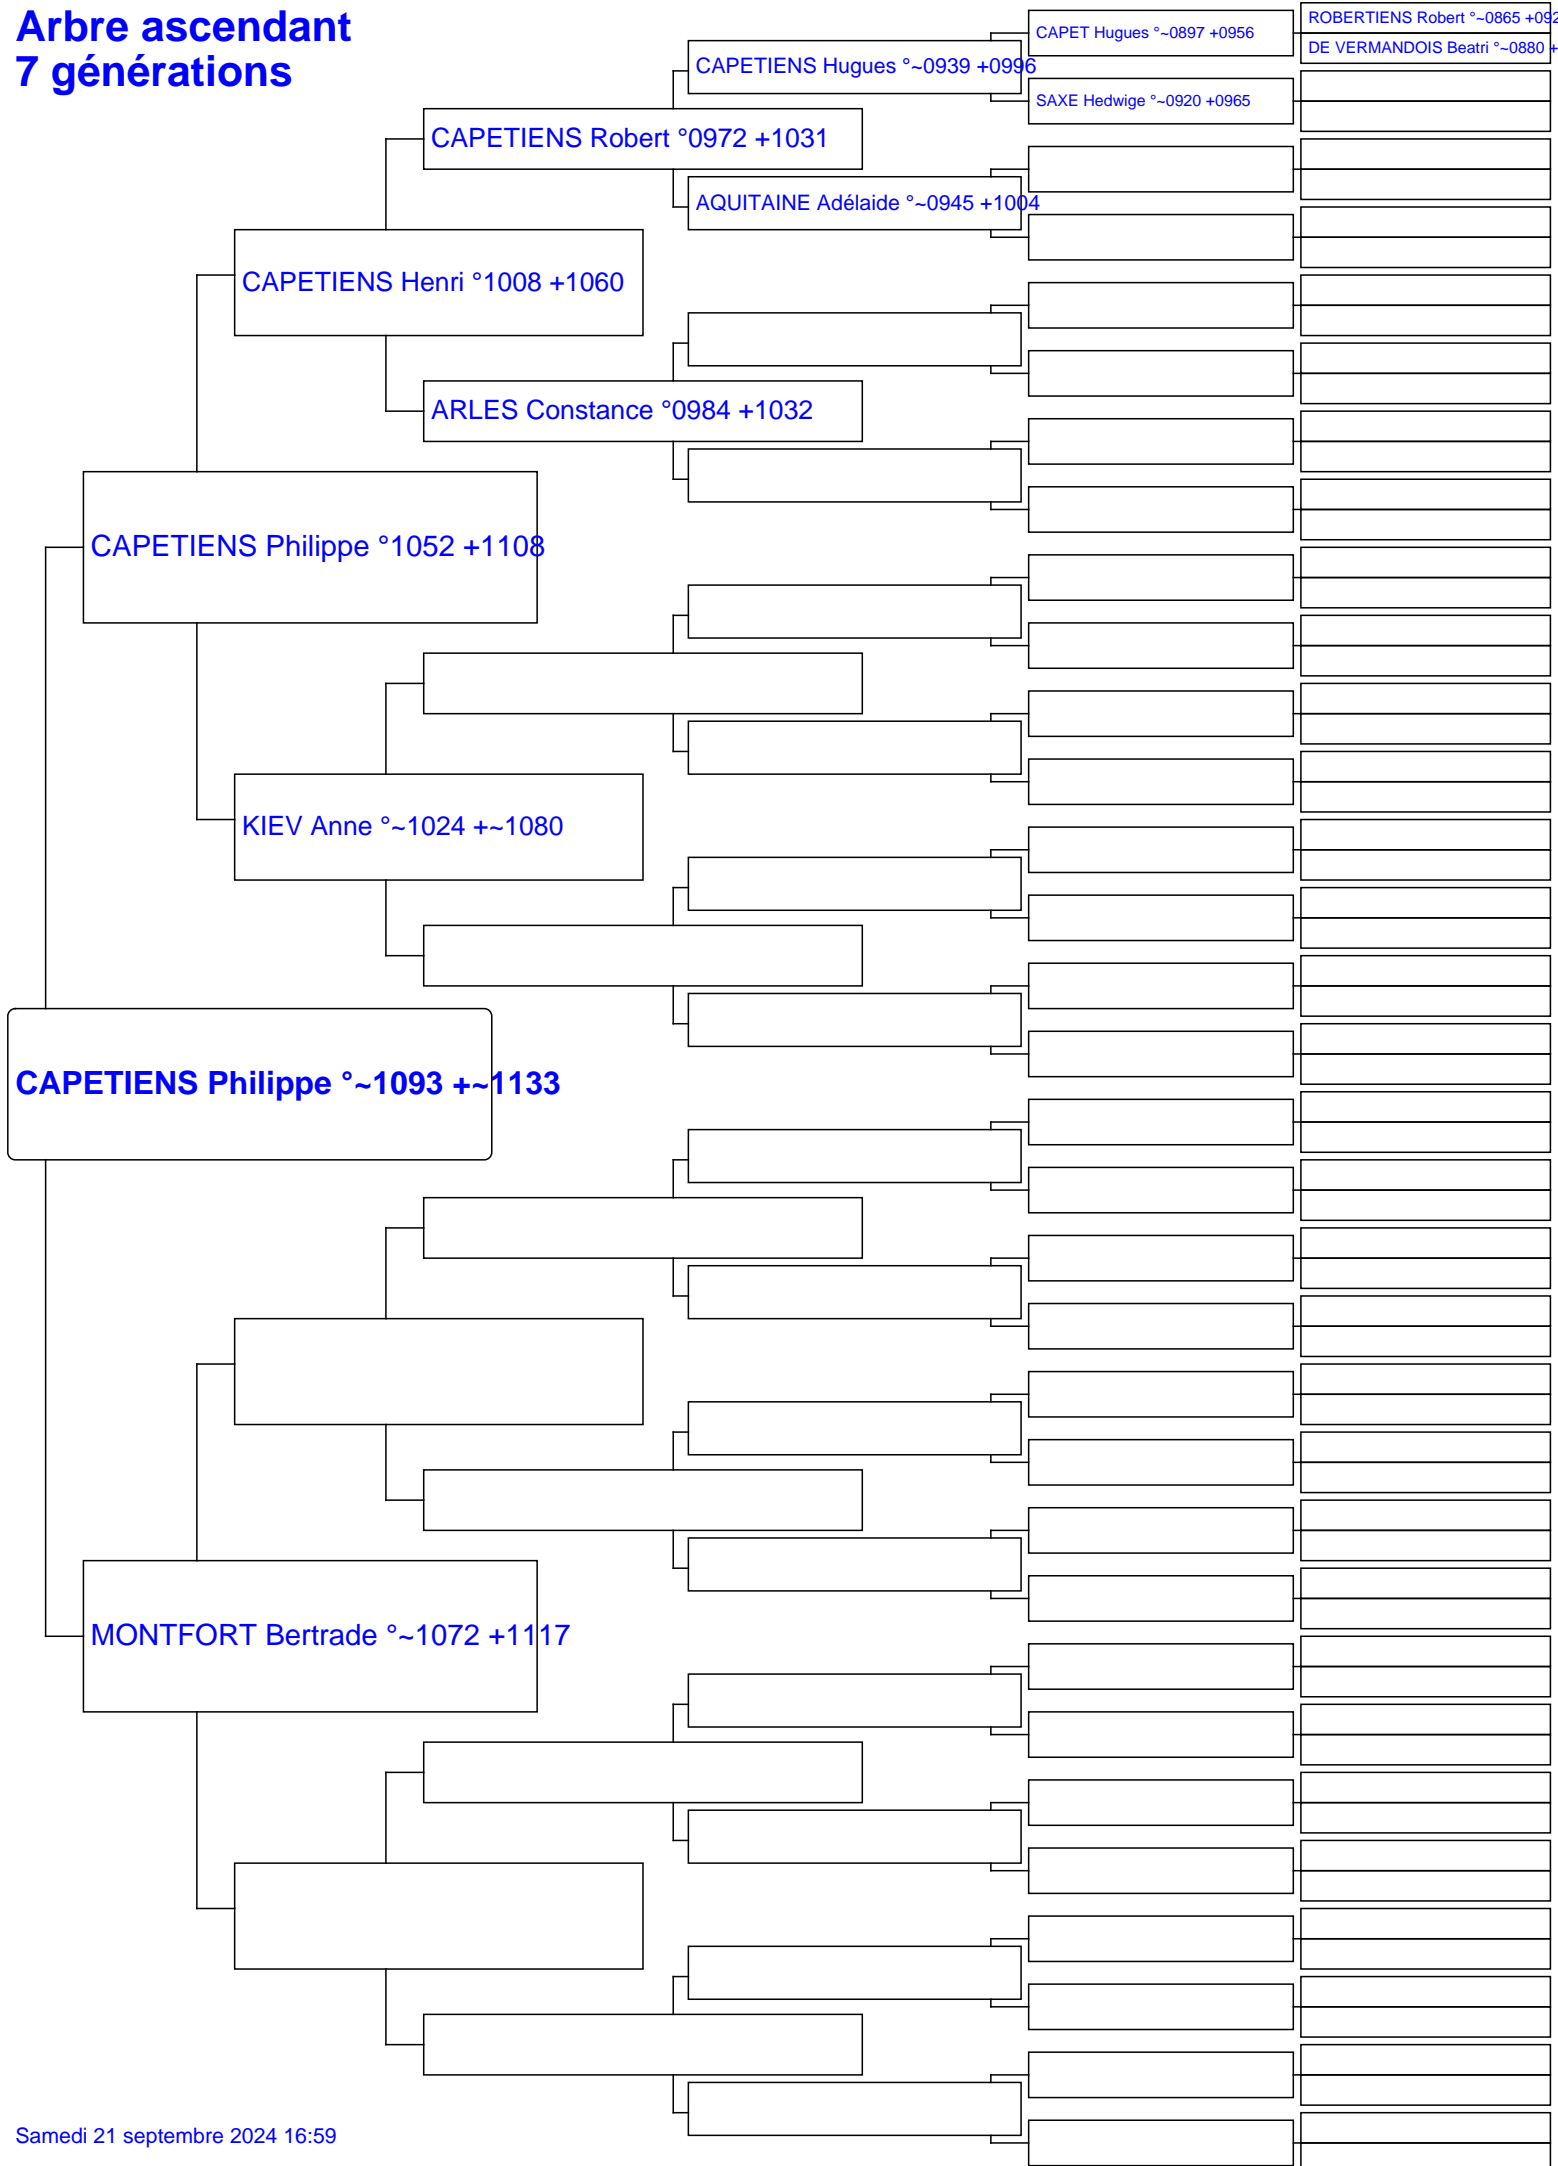 Arbre ascendant
7 générations
CAPET Hugues °~0897 +0956
ROBERTIENS Robert °~0865 +092
DE VERMANDOIS Beatri °~0880 +
CAPETIENS Hugues °~0939 +0996
SAXE Hedwige °~0920 +0965
CAPETIENS Robert °0972 +1031
AQUITAINE Adélaide °~0945 +1004
CAPETIENS Henri °1008 +1060
ARLES Constance °0984 +1032
CAPETIENS Philippe °1052 +1108
KIEV Anne °~1024 +~1080
CAPETIENS Philippe °~1093 +~1133
MONTFORT Bertrade °~1072 +1117
Samedi 21 septembre 2024 16:59